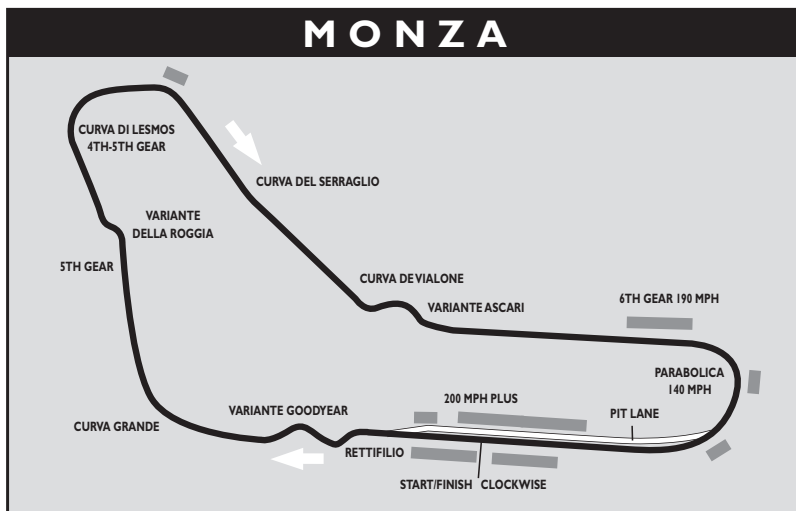 MONZA
CURVA DI LESMOS
4TH-5TH GEAR
CURVA DEL SERRAGLIO
VARIANTE
DELLA ROGGIA
5TH GEAR
CURVA DE VIALONE
VARIANTE ASCARI
6TH GEAR 190 MPH
PARABOLICA
140 MPH
200 MPH PLUS
PIT LANE
VARIANTE GOODYEAR
CURVA GRANDE
RETTIFILIO
START/FINISH CLOCKWISE